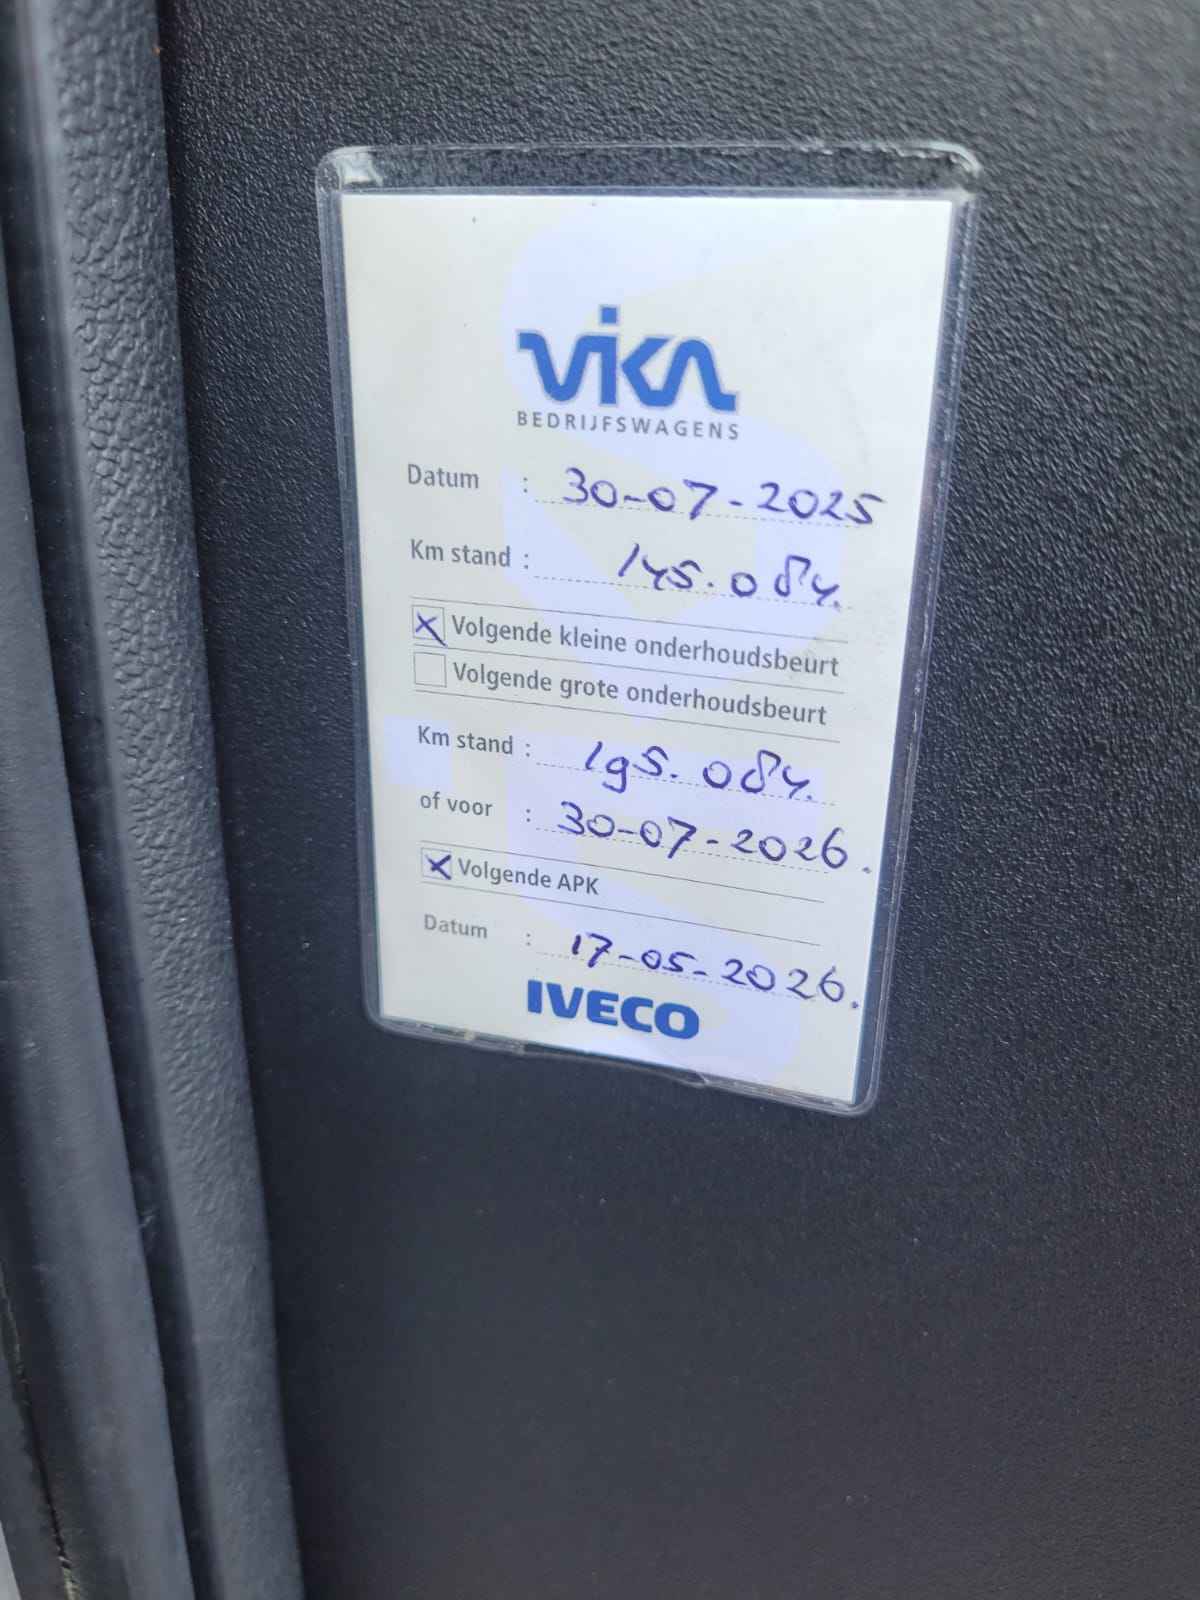 VIKA
BEDRIJFSWAGENS
Datum : 30-07-2025
Km stand : 145.084.
x Volgende kleine onderhoudsbeurt
Volgende grote onderhoudsbeurt
Km stand : 195.084.
of voor : 30-07-2026.
x Volgende APK
Datum : 17-05-2026.
IVECO